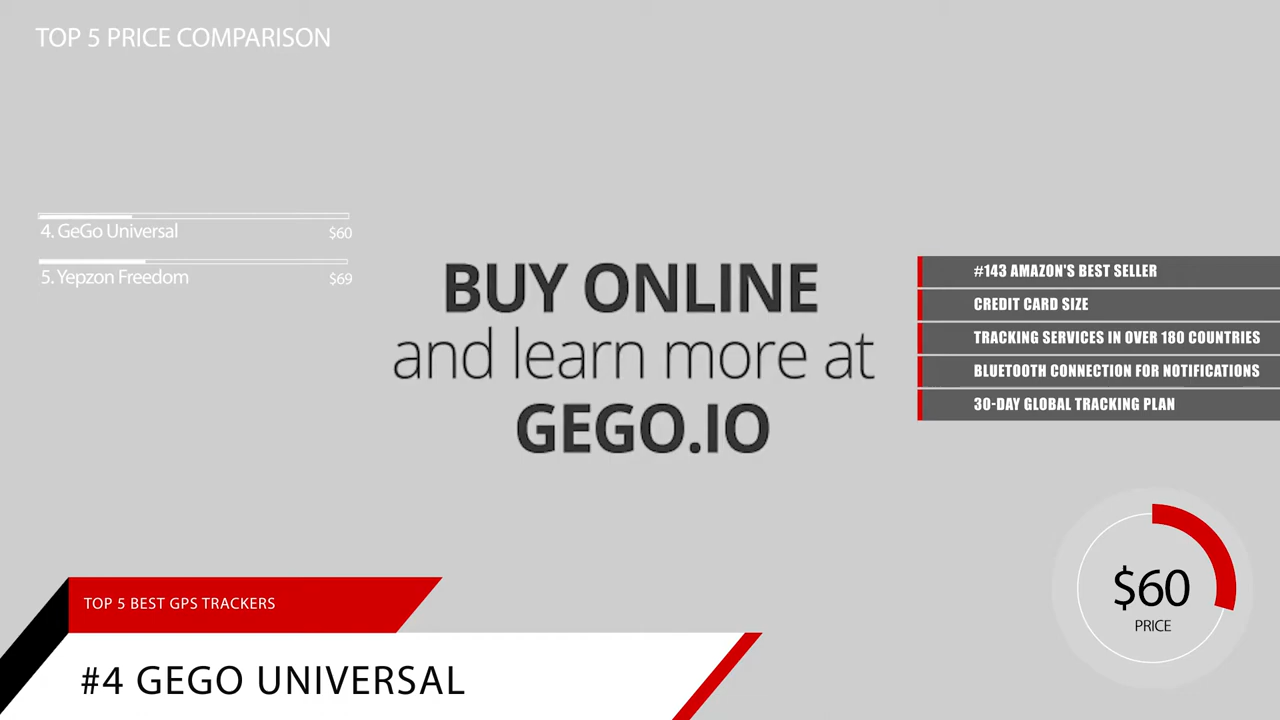 TOP 5 PRICE COMPARISON
4. GeGo Universal $60
5. Yepzon Freedom $69
BUY ONLINE
and learn more at
GEGO.IO
#143 AMAZON'S BEST SELLER
CREDIT CARD SIZE
TRACKING SERVICES IN OVER 180 COUNTRIES
BLUETOOTH CONNECTION FOR NOTIFICATIONS
30-DAY GLOBAL TRACKING PLAN
$60
PRICE
TOP 5 BEST GPS TRACKERS
#4 GEGO UNIVERSAL